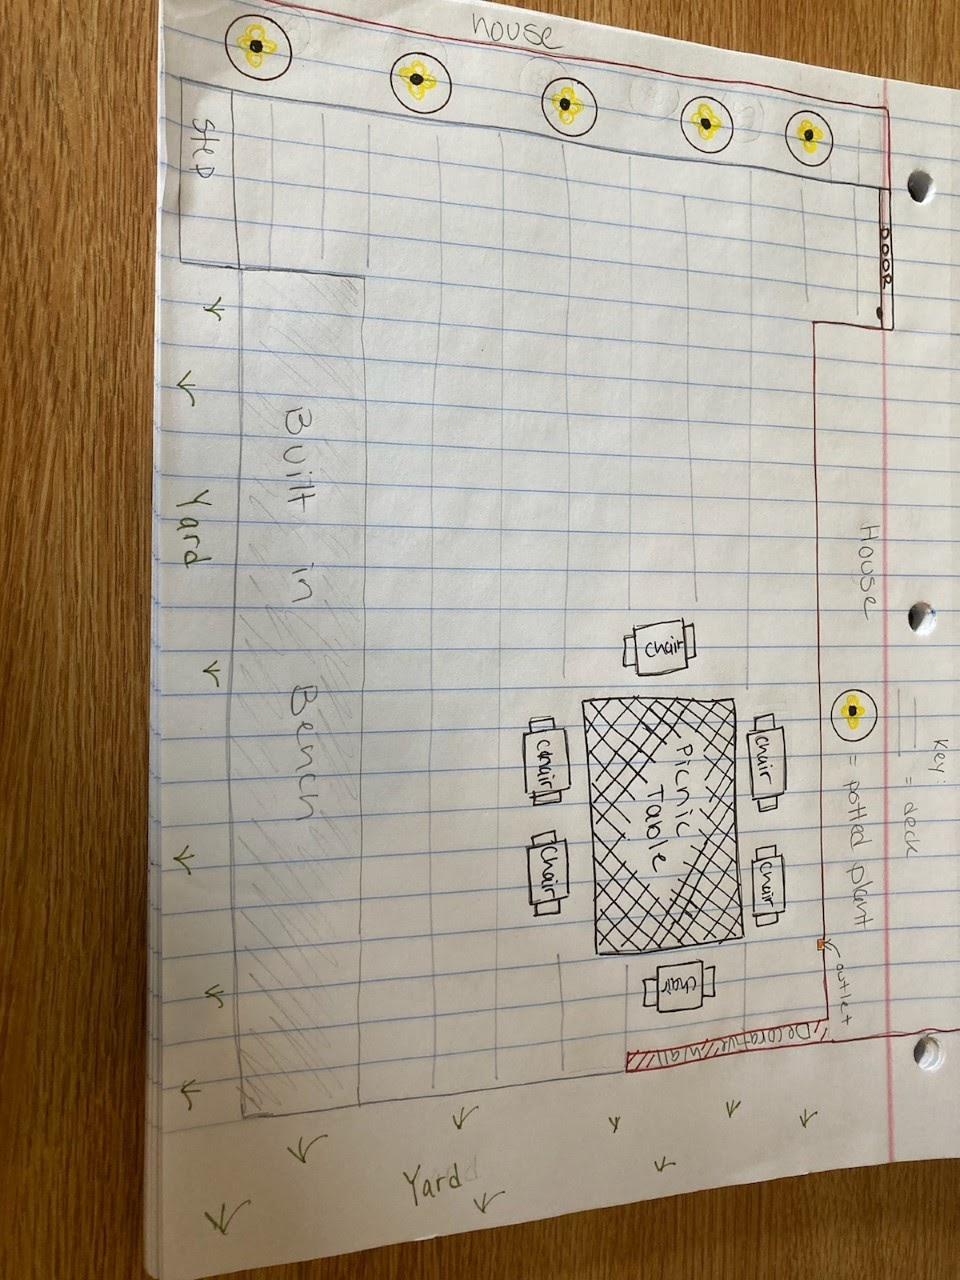 house
Step
DOOR
House
Key:
= deck
= potted plant
outlet
Decorative Wall
chair
chair
chair
Picnic
Table
chair
chair
chair
Built in Bench
Yard
Yard